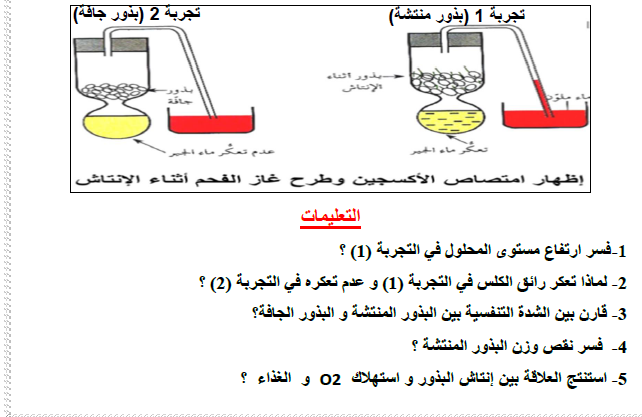 تجربة 1 (بذور منتشة)
تجربة 2 (بذور جافة)
بذور اثناء
الإنتاش
ماء ملوّن
تعكر ماء الجير
بذور
جافة
عدم تعكر ماء الجير
إظهار امتصاص الأكسجين وطرح غاز الفحم أثناء الإنتاش
التعليمات
1-فسر ارتفاع مستوى المحلول في التجربة (1) ؟
2- لماذا تعكر رائق الكلس في التجربة (1) و عدم تعكره في التجربة (2) ؟
3- قارن بين الشدة التنفسية بين البذور المنتشة و البذور الجافة؟
4- فسر نقص وزن البذور المنتشة ؟
5- استنتج العلاقة بين إنتاش البذور و استهلاك O2 و الغذاء ؟